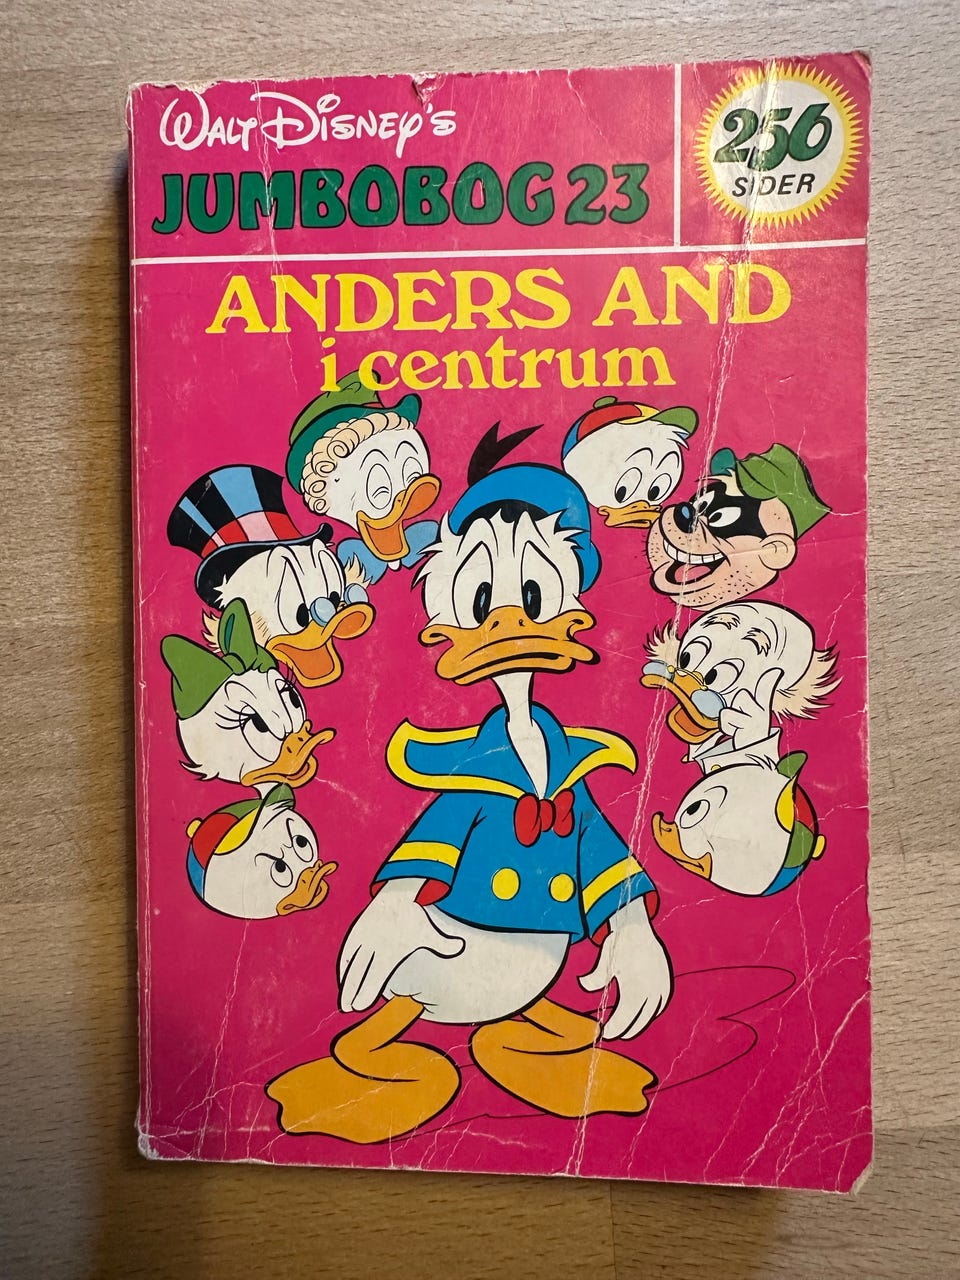 WALT DISNEY'S
JUMBOBOG 23
256
SIDER
ANDERS AND
i centrum